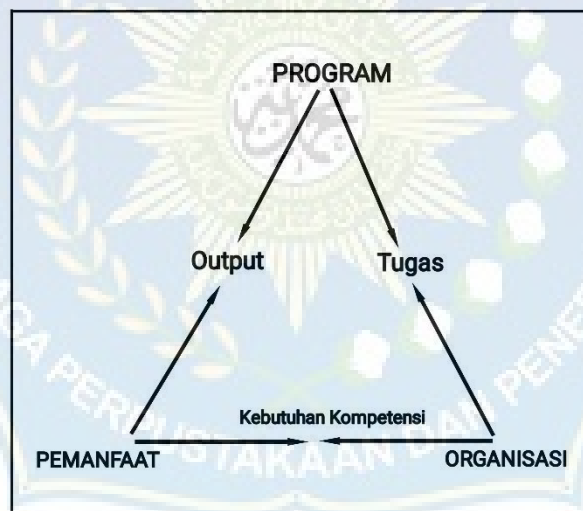 PROGRAM
Output Tugas
Kebutuhan Kompetensi
PEMANFAAT ORGANISASI